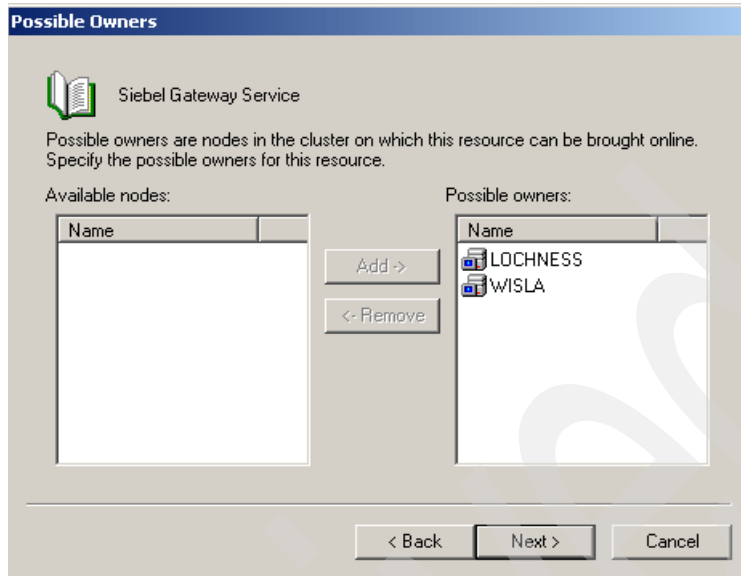 Possible Owners
Siebel Gateway Service
Possible owners are nodes in the cluster on which this resource can be brought online.
Specify the possible owners for this resource.
Available nodes:
Possible owners:
Name
Name
LOCHNESS
WISLA
Add ->
<- Remove
< Back
Next >
Cancel